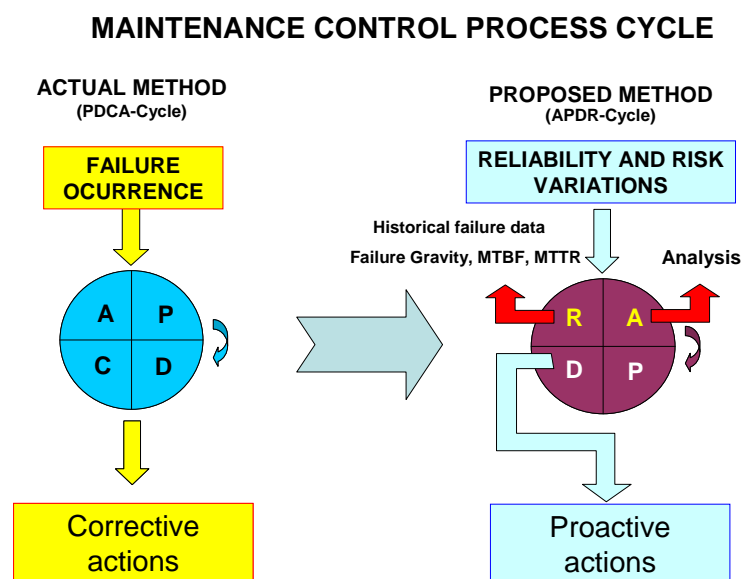 MAINTENANCE CONTROL PROCESS CYCLE
ACTUAL METHOD
(PDCA-Cycle)
FAILURE
OCURRENCE
A P
C D
Corrective
actions
PROPOSED METHOD
(APDR-Cycle)
RELIABILITY AND RISK
VARIATIONS
Historical failure data
Failure Gravity, MTBF, MTTR
Analysis
R A
D P
Proactive
actions